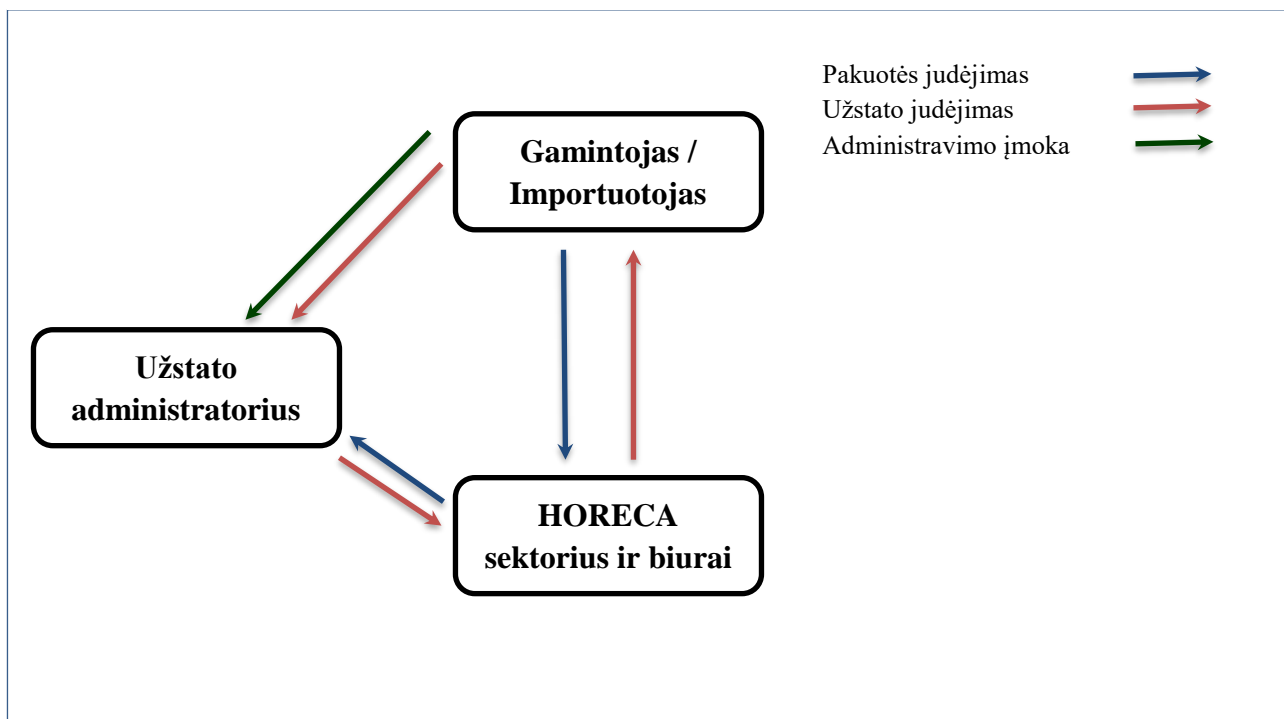 Pakuotės judėjimas
Užstato judėjimas
Administravimo įmoka
Gamintojas /
Importuotojas
Užstato
administratorius
HORECA
sektorius ir biurai